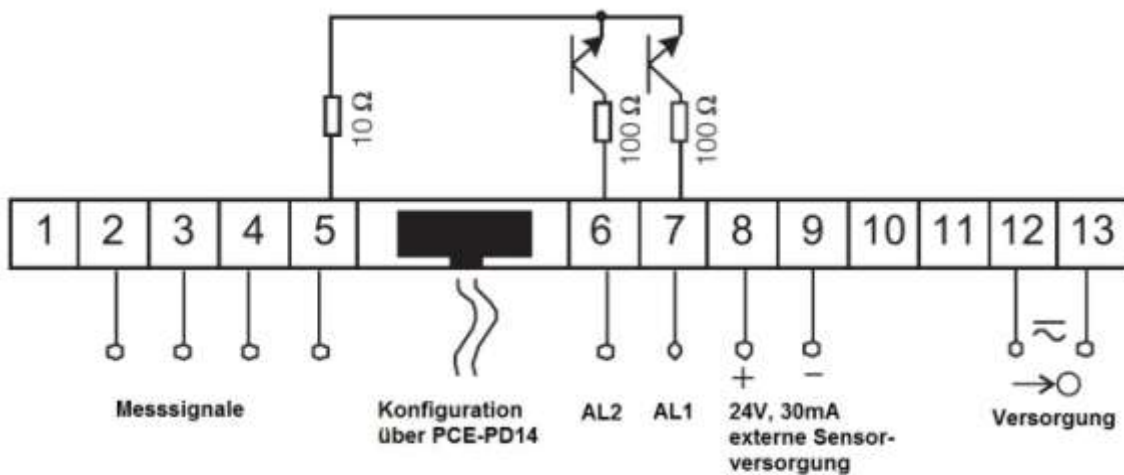 10 Ω
100 Ω
100 Ω
1 2 3 4 5 6 7 8 9 10 11 12 13
+ −
Messsignale
Konfiguration
über PCE-PD14
AL2
AL1
24V, 30mA
externe Sensor-
versorgung
Versorgung